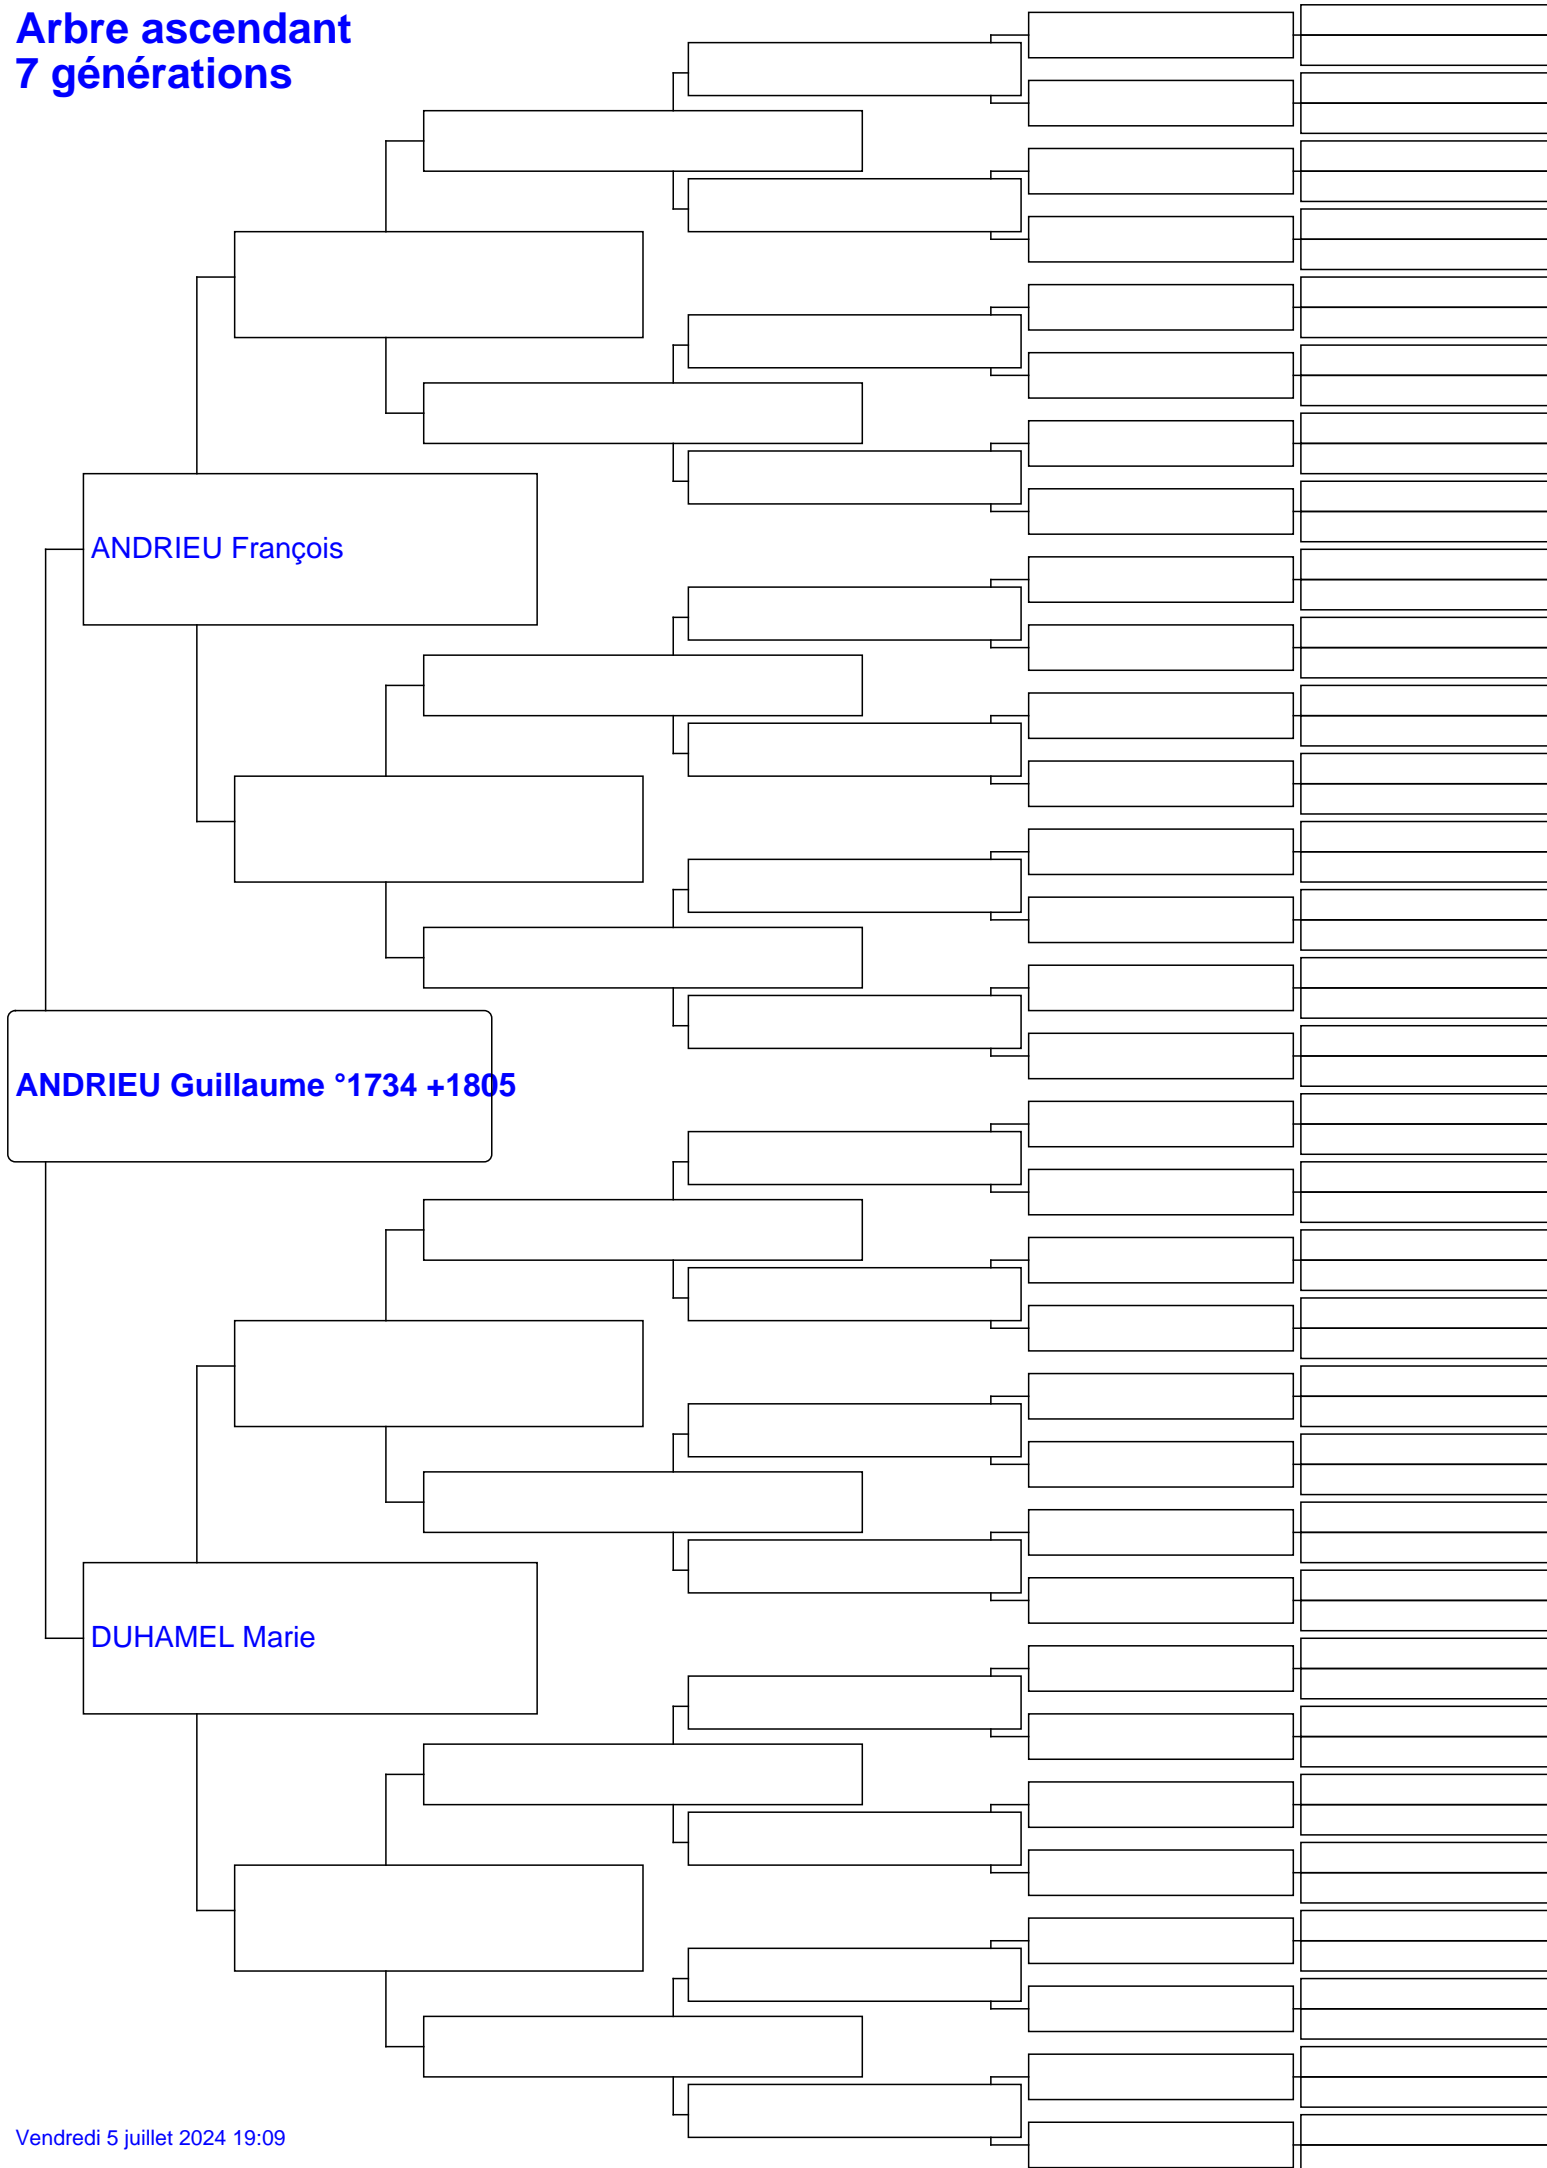 Arbre ascendant
7 générations
ANDRIEU François
ANDRIEU Guillaume °1734 +1805
DUHAMEL Marie
Vendredi 5 juillet 2024 19:09